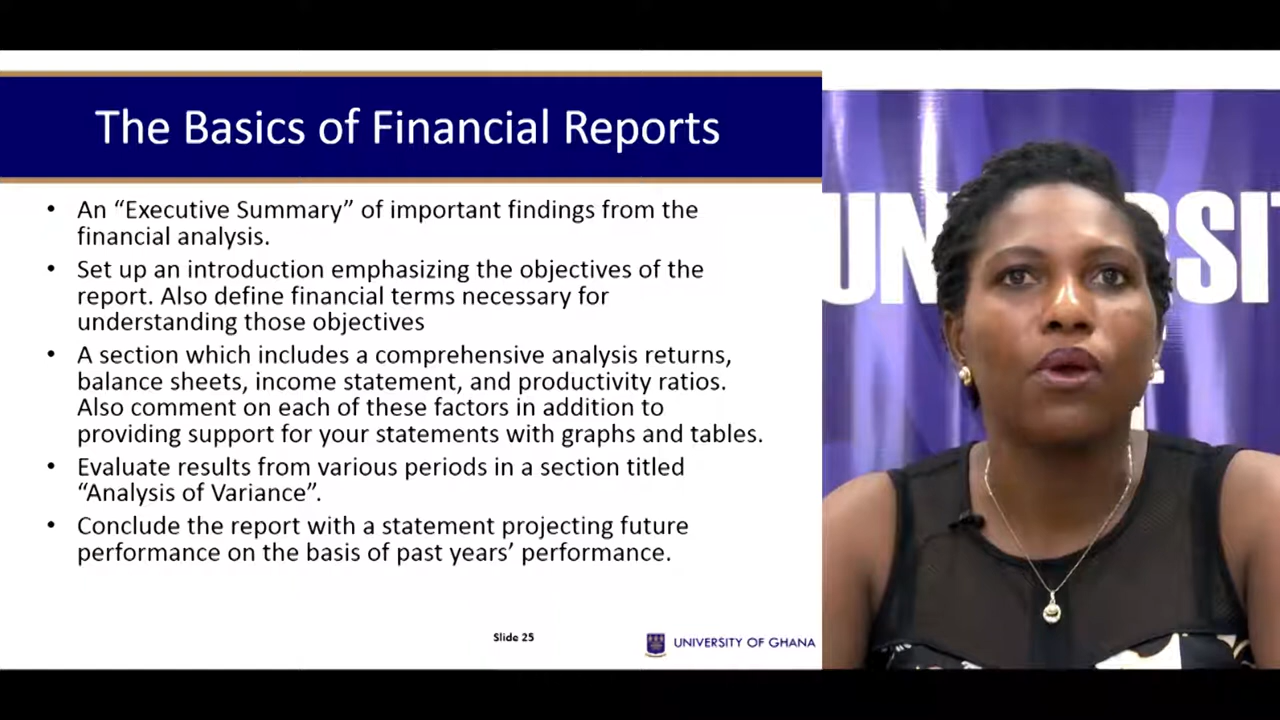 The Basics of Financial Reports
• An “Executive Summary” of important findings from the
financial analysis.
• Set up an introduction emphasizing the objectives of the
report. Also define financial terms necessary for
understanding those objectives
• A section which includes a comprehensive analysis returns,
balance sheets, income statement, and productivity ratios.
Also comment on each of these factors in addition to
providing support for your statements with graphs and tables.
• Evaluate results from various periods in a section titled
“Analysis of Variance”.
• Conclude the report with a statement projecting future
performance on the basis of past years’ performance.
Slide 25
UNIVERSITY OF GHANA